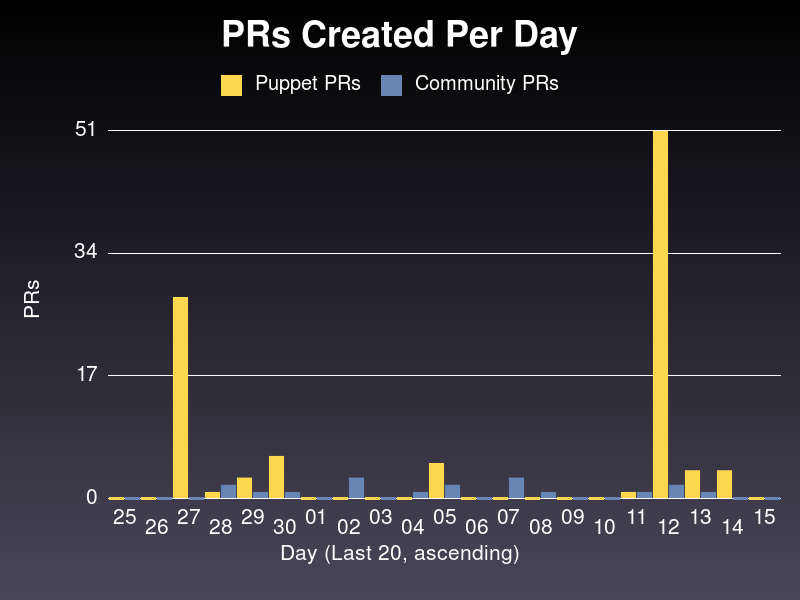 PRs Created Per Day
Puppet PRs Community PRs
51
34
17
0
PRs
25 26 27 28 29 30 01 02 03 04 05 06 07 08 09 10 11 12 13 14 15
Day (Last 20, ascending)